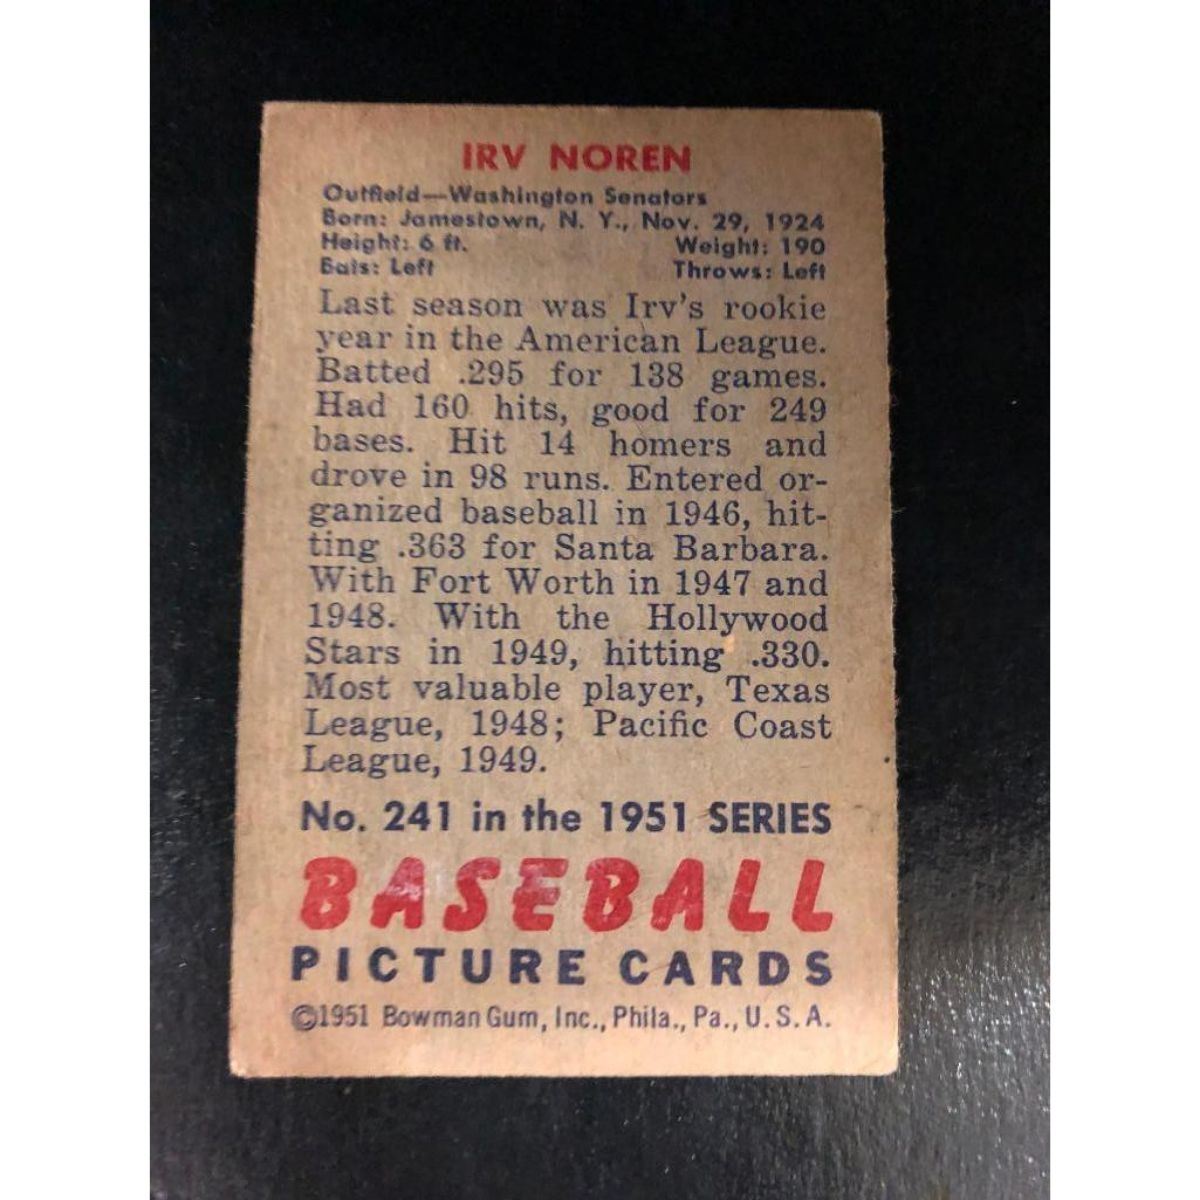 IRV NOREN
Outfield—Washington Senators
Born: Jamestown, N. Y., Nov. 29, 1924
Height: 6 ft. Weight: 190
Bats: Left Throws: Left
Last season was Irv's rookie
year in the American League.
Batted .295 for 138 games.
Had 160 hits, good for 249
bases. Hit 14 homers and
drove in 98 runs. Entered or-
ganized baseball in 1946, hit-
ting .363 for Santa Barbara.
With Fort Worth in 1947 and
1948. With the Hollywood
Stars in 1949, hitting .330.
Most valuable player, Texas
League, 1948; Pacific Coast
League, 1949.
No. 241 in the 1951 SERIES
BASEBALL
PICTURE CARDS
©1951 Bowman Gum, Inc., Phila., Pa., U. S. A.